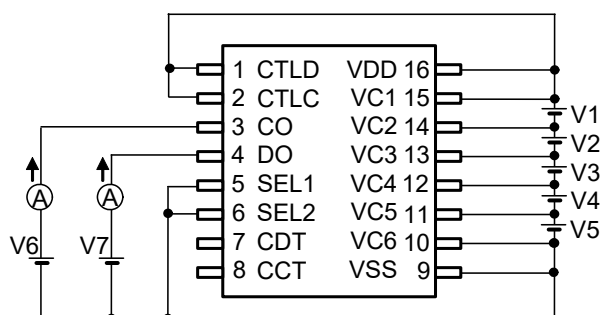 1 CTLD VDD 16
2 CTLC VC1 15
V1
3 CO VC2 14
V2
A A 4 DO VC3 13
V3
5 SEL1 VC4 12
V4
6 SEL2 VC5 11
V5
V6 V7 7 CDT VC6 10
8 CCT VSS 9